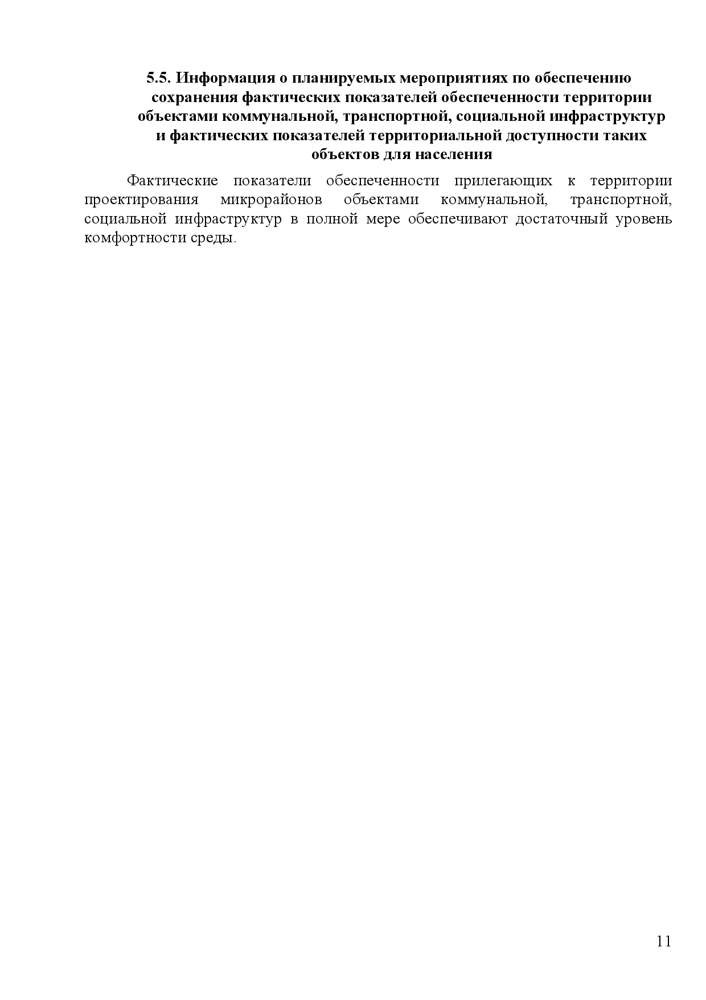 5.5. Информация о планируемых мероприятиях по обеспечению
сохранения фактических показателей обеспеченности территории
объектами коммунальной, транспортной, социальной инфраструктур
и фактических показателей территориальной доступности таких
объектов для населения
Фактические показатели обеспеченности прилегающих к территории
проектирования микрорайонов объектами коммунальной, транспортной,
социальной инфраструктур в полной мере обеспечивают достаточный уровень
комфортности среды.
11